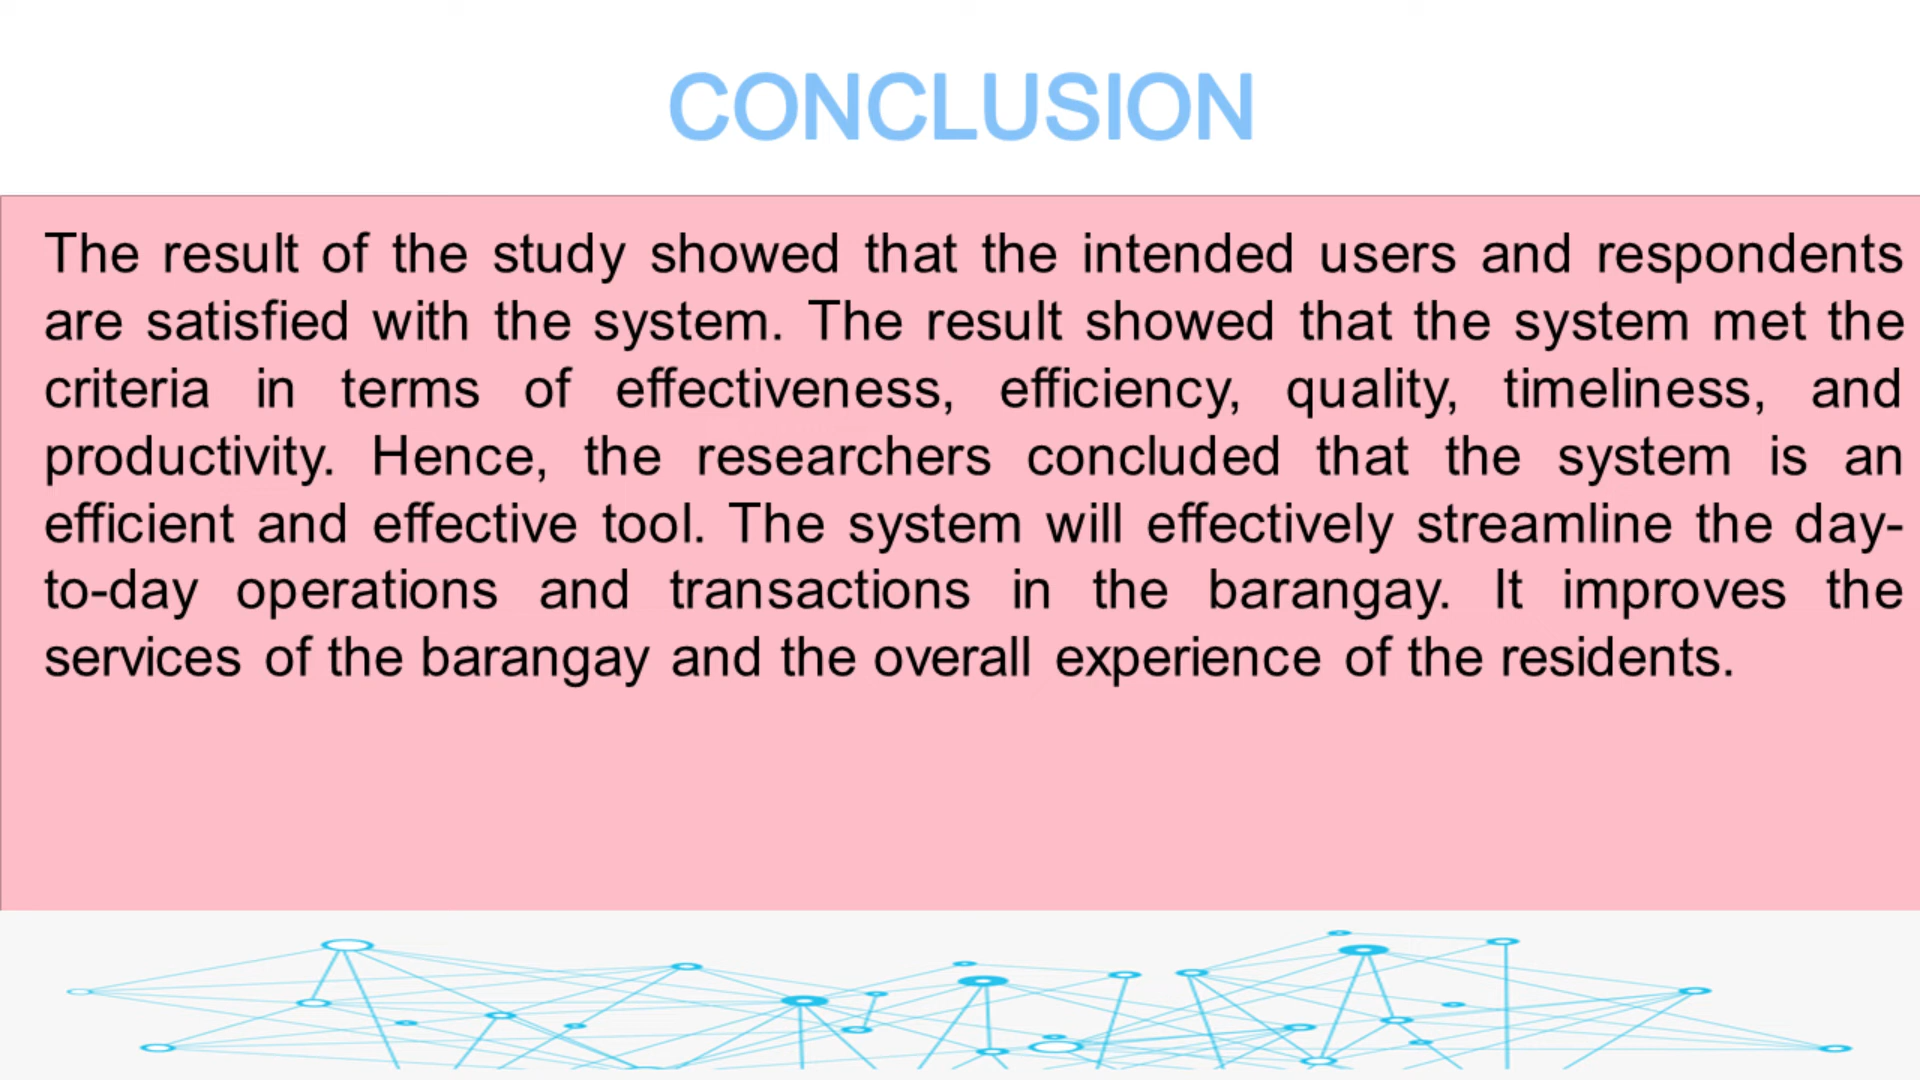 CONCLUSION
The result of the study showed that the intended users and respondents
are satisfied with the system. The result showed that the system met the
criteria in terms of effectiveness, efficiency, quality, timeliness, and
productivity. Hence, the researchers concluded that the system is an
efficient and effective tool. The system will effectively streamline the day-
to-day operations and transactions in the barangay. It improves the
services of the barangay and the overall experience of the residents.